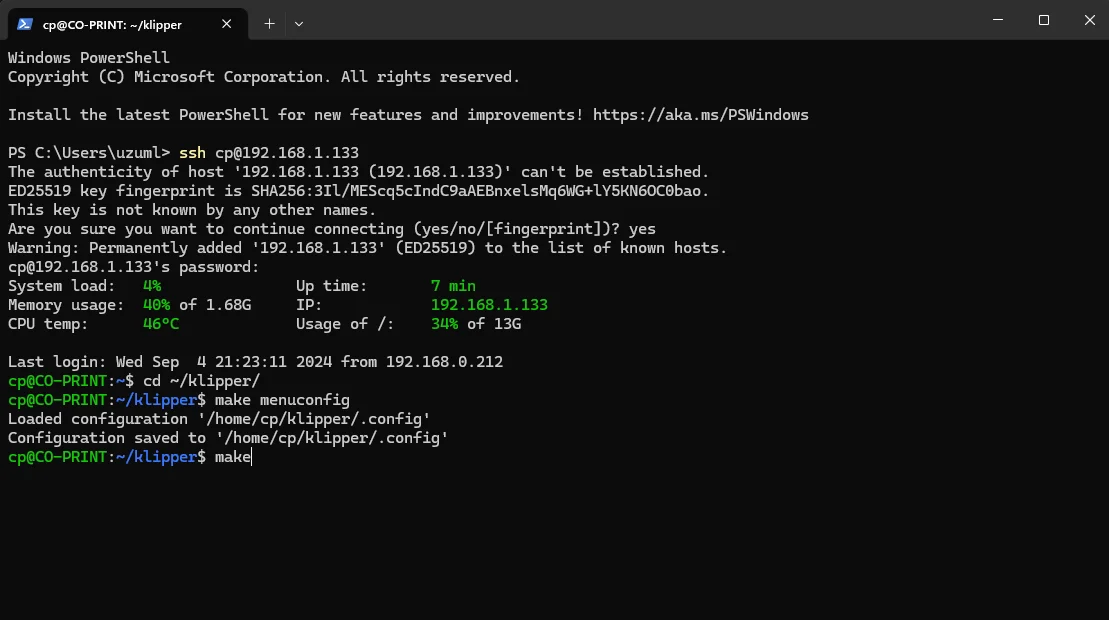 cp@CO-PRINT: ~/klipper
Windows PowerShell
Copyright (C) Microsoft Corporation. All rights reserved.
Install the latest PowerShell for new features and improvements! https://aka.ms/PSWindows
PS C:\Users\uzuml> ssh cp@192.168.1.133
The authenticity of host '192.168.1.133 (192.168.1.133)' can't be established.
ED25519 key fingerprint is SHA256:3Il/MEScq5cIndC9aAEBnxelsMq6WG+lY5KN6OC0bao.
This key is not known by any other names.
Are you sure you want to continue connecting (yes/no/[fingerprint])? yes
Warning: Permanently added '192.168.1.133' (ED25519) to the list of known hosts.
cp@192.168.1.133's password:
System load:   4%               Up time:       7 min
Memory usage:  40% of 1.68G     IP:            192.168.1.133
CPU temp:      46°C             Usage of /:    34% of 13G
Last login: Wed Sep  4 21:23:11 2024 from 192.168.0.212
cp@CO-PRINT:~$ cd ~/klipper/
cp@CO-PRINT:~/klipper$ make menuconfig
Loaded configuration '/home/cp/klipper/.config'
Configuration saved to '/home/cp/klipper/.config'
cp@CO-PRINT:~/klipper$ make